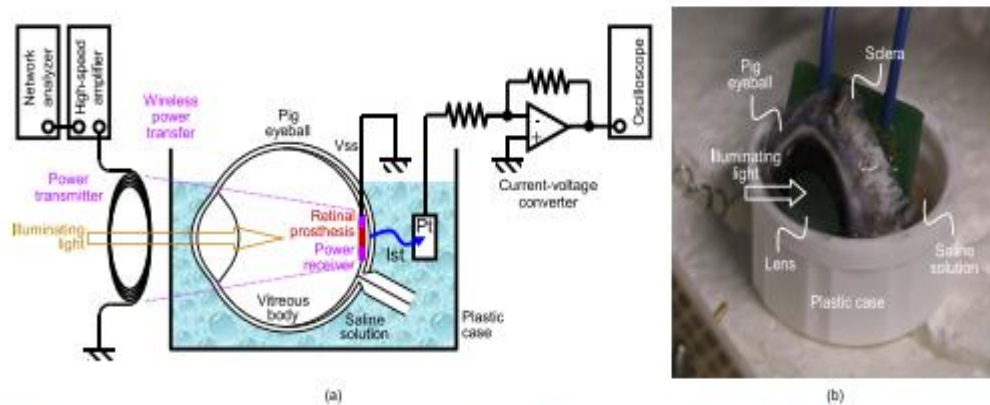 Network
analyzer
High-speed
amplifier
Wireless
power
transfer
Power
transmitter
Illuminating
light
Pig
eyeball
Vss
Retinal
prosthesis
Power
receiver
Ist
Pt
Vitreous
body
Saline
solution
Plastic
case
-
+
Current-voltage
converter
Oscilloscope
(a)
Sclera
Pig
eyeball
Illuminating
light
Lens
Saline
solution
Plastic case
(b)